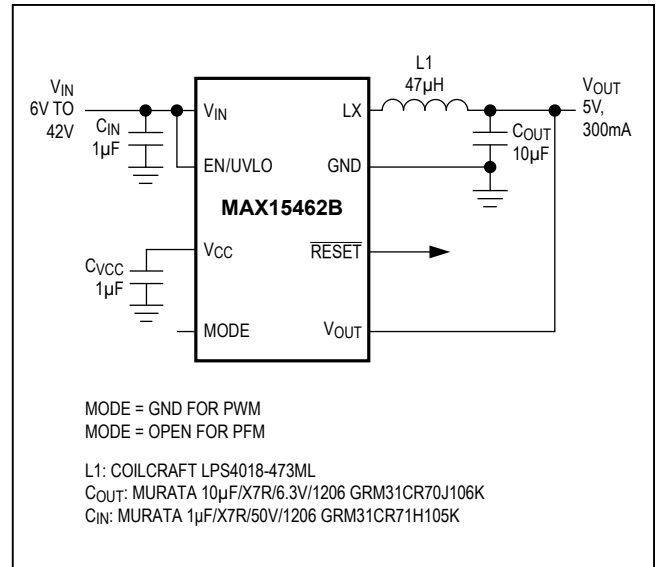 L1
47µH
VIN
6V TO
42V
CIN
1µF
VIN
LX
VOUT
5V,
300mA
COUT
10µF
EN/UVLO
GND
MAX15462B
VCC
RESET
CVCC
1µF
MODE
VOUT
MODE = GND FOR PWM
MODE = OPEN FOR PFM
L1: COILCRAFT LPS4018-473ML
COUT: MURATA 10µF/X7R/6.3V/1206 GRM31CR70J106K
CIN: MURATA 1µF/X7R/50V/1206 GRM31CR71H105K